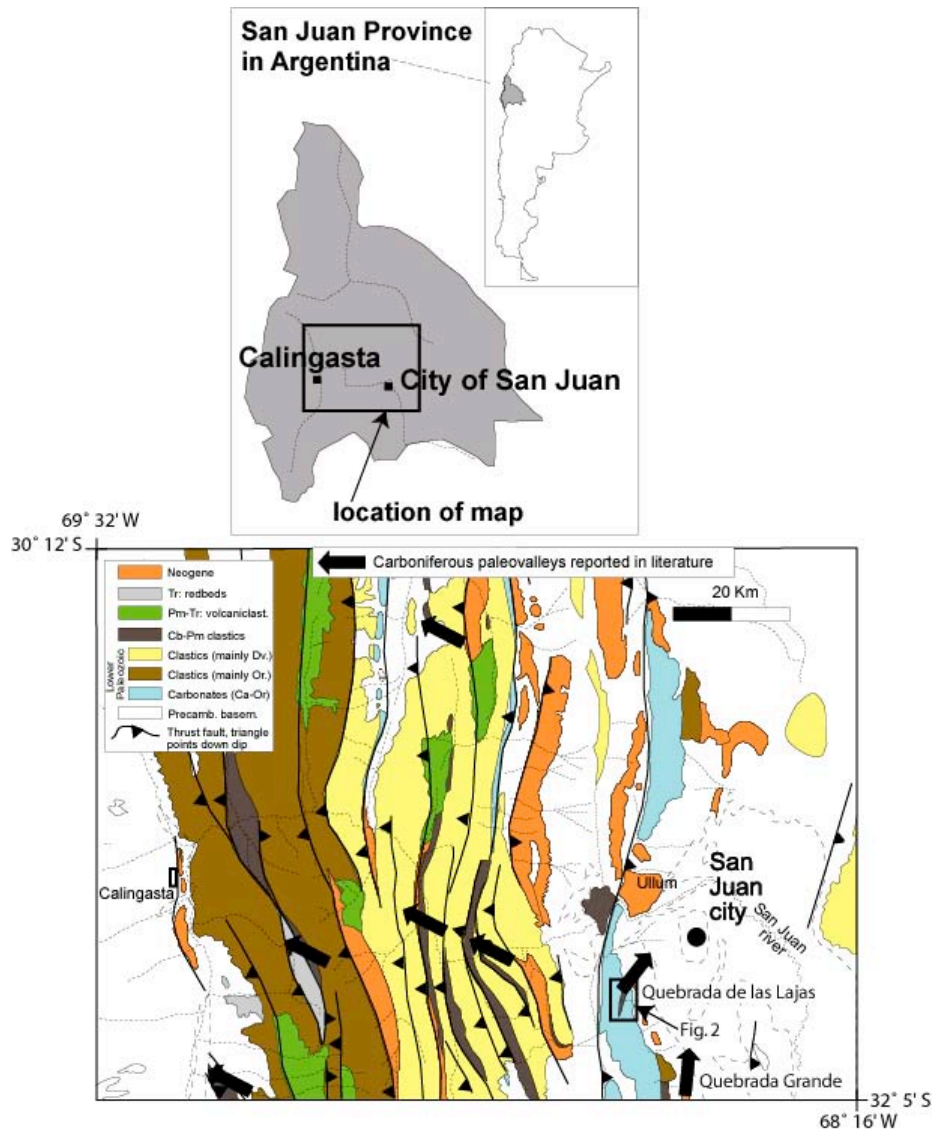 San Juan Province
in Argentina
Calingasta
City of San Juan
location of map
69° 32' W
30° 12' S
Carboniferous paleovalleys reported in literature
20 Km
Neogene
Tr: redbeds
Pm-Tr: volcaniclast.
Cb-Pm clastics
Lower
Paleozoic
Clastics (mainly Dv.)
Clastics (mainly Or.)
Carbonates (Ca-Or)
Precamb. basem.
Thrust fault, triangle
points down dip
Calingasta
Ullum
San
Juan
city
San Juan
river
Quebrada de las Lajas
Fig. 2
Quebrada Grande
32° 5' S
68° 16' W